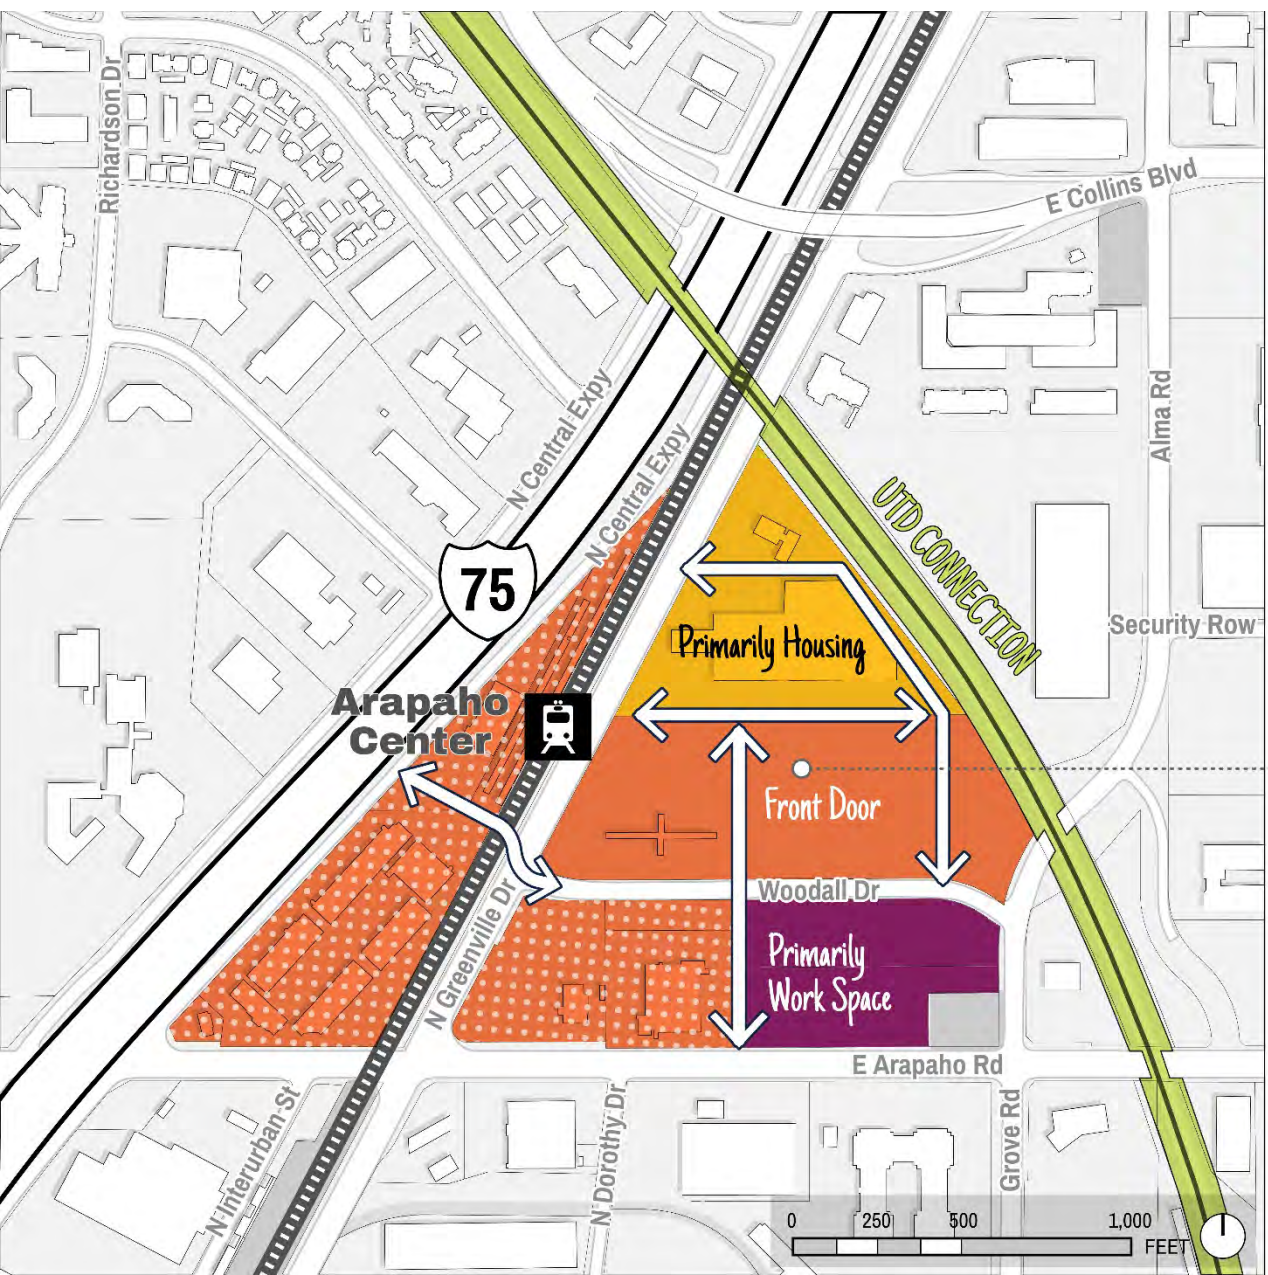 Richardson Dr
E Collins Blvd
N Central Expy
N Central Expy
Alma Rd
75
UTD CONNECTION
Security Row
Primarily Housing
Arapaho
Center
Front Door
Woodall Dr
N Greenville Dr
Primarily
Work Space
E Arapaho Rd
N Interurban St
N Dorothy Dr
Grove Rd
0 250 500 1,000
FEET